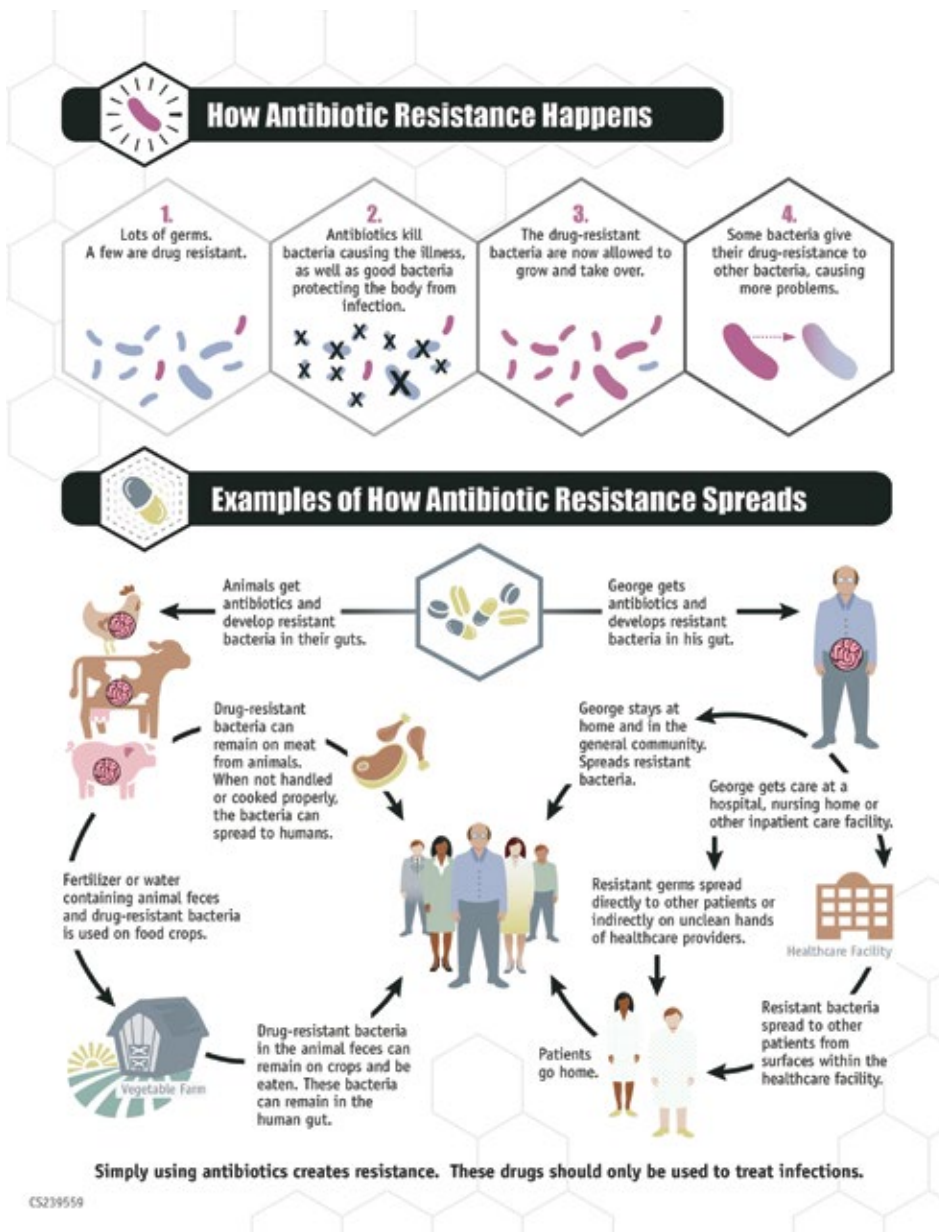 How Antibiotic Resistance Happens
1.
Lots of germs.
A few are drug resistant.
2.
Antibiotics kill
bacteria causing the illness,
as well as good bacteria
protecting the body from
infection.
3.
The drug-resistant
bacteria are now allowed to
grow and take over.
4.
Some bacteria give
their drug-resistance to
other bacteria, causing
more problems.
Examples of How Antibiotic Resistance Spreads
Animals get
antibiotics and
develop resistant
bacteria in their guts.
George gets
antibiotics and
develops resistant
bacteria in his gut.
Drug-resistant
bacteria can
remain on meat
from animals.
When not handled
or cooked properly,
the bacteria can
spread to humans.
George stays at
home and in the
general community.
Spreads resistant
bacteria.
George gets care at a
hospital, nursing home or
other inpatient care facility.
Fertilizer or water
containing animal feces
and drug-resistant bacteria
is used on food crops.
Resistant germs spread
directly to other patients or
indirectly on unclean hands
of healthcare providers.
Healthcare Facility
Vegetable Farm
Drug-resistant bacteria
in the animal feces can
remain on crops and be
eaten. These bacteria
can remain in the
human gut.
Patients
go home.
Resistant bacteria
spread to other
patients from
surfaces within the
healthcare facility.
Simply using antibiotics creates resistance. These drugs should only be used to treat infections.
CS239559